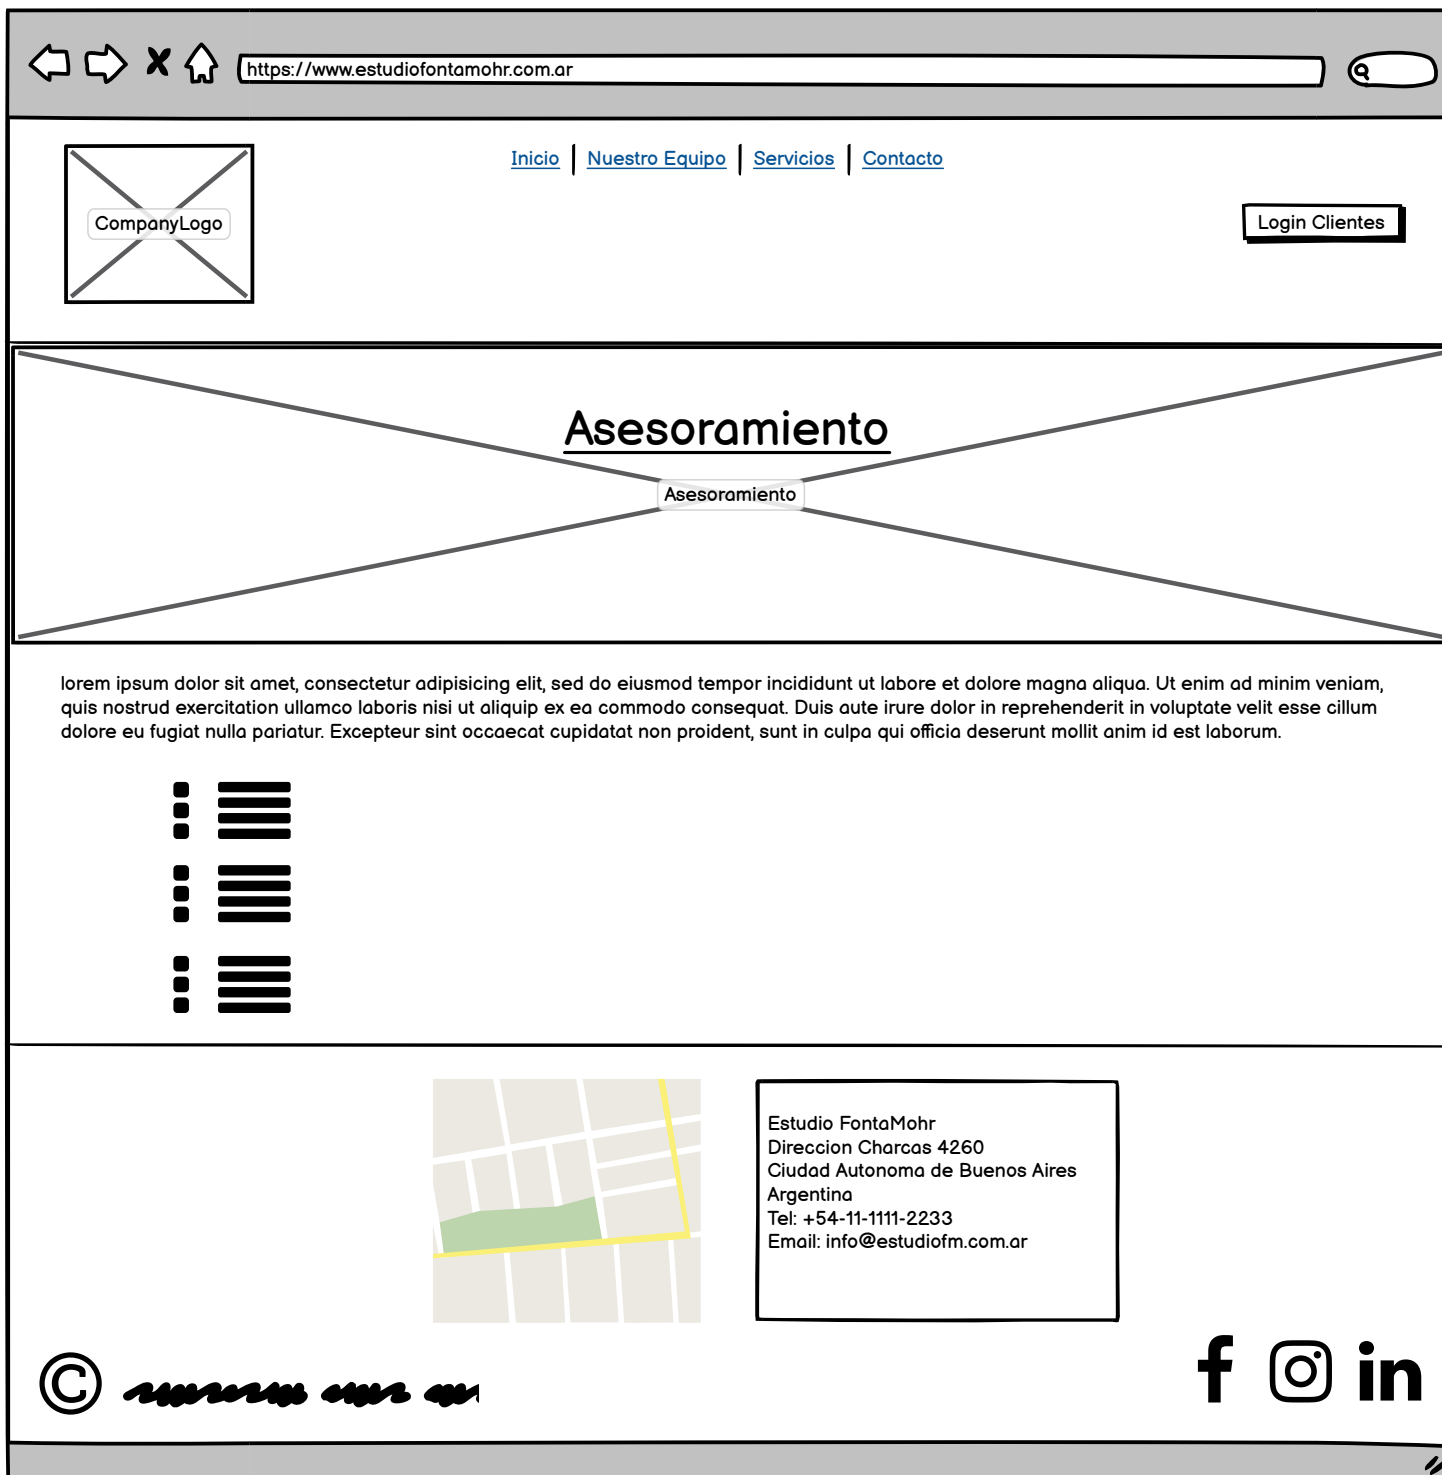 https://www.estudiofontamohr.com.ar
Inicio | Nuestro Equipo | Servicios | Contacto
CompanyLogo
Login Clientes
Asesoramiento
Asesoramiento
lorem ipsum dolor sit amet, consectetur adipisicing elit, sed do eiusmod tempor incididunt ut labore et dolore magna aliqua. Ut enim ad minim veniam,
quis nostrud exercitation ullamco laboris nisi ut aliquip ex ea commodo consequat. Duis aute irure dolor in reprehenderit in voluptate velit esse cillum
dolore eu fugiat nulla pariatur. Excepteur sint occaecat cupidatat non proident, sunt in culpa qui officia deserunt mollit anim id est laborum.
Estudio FontaMohr
Direccion Charcas 4260
Ciudad Autonoma de Buenos Aires
Argentina
Tel: +54-11-1111-2233
Email: info@estudiofm.com.ar
©